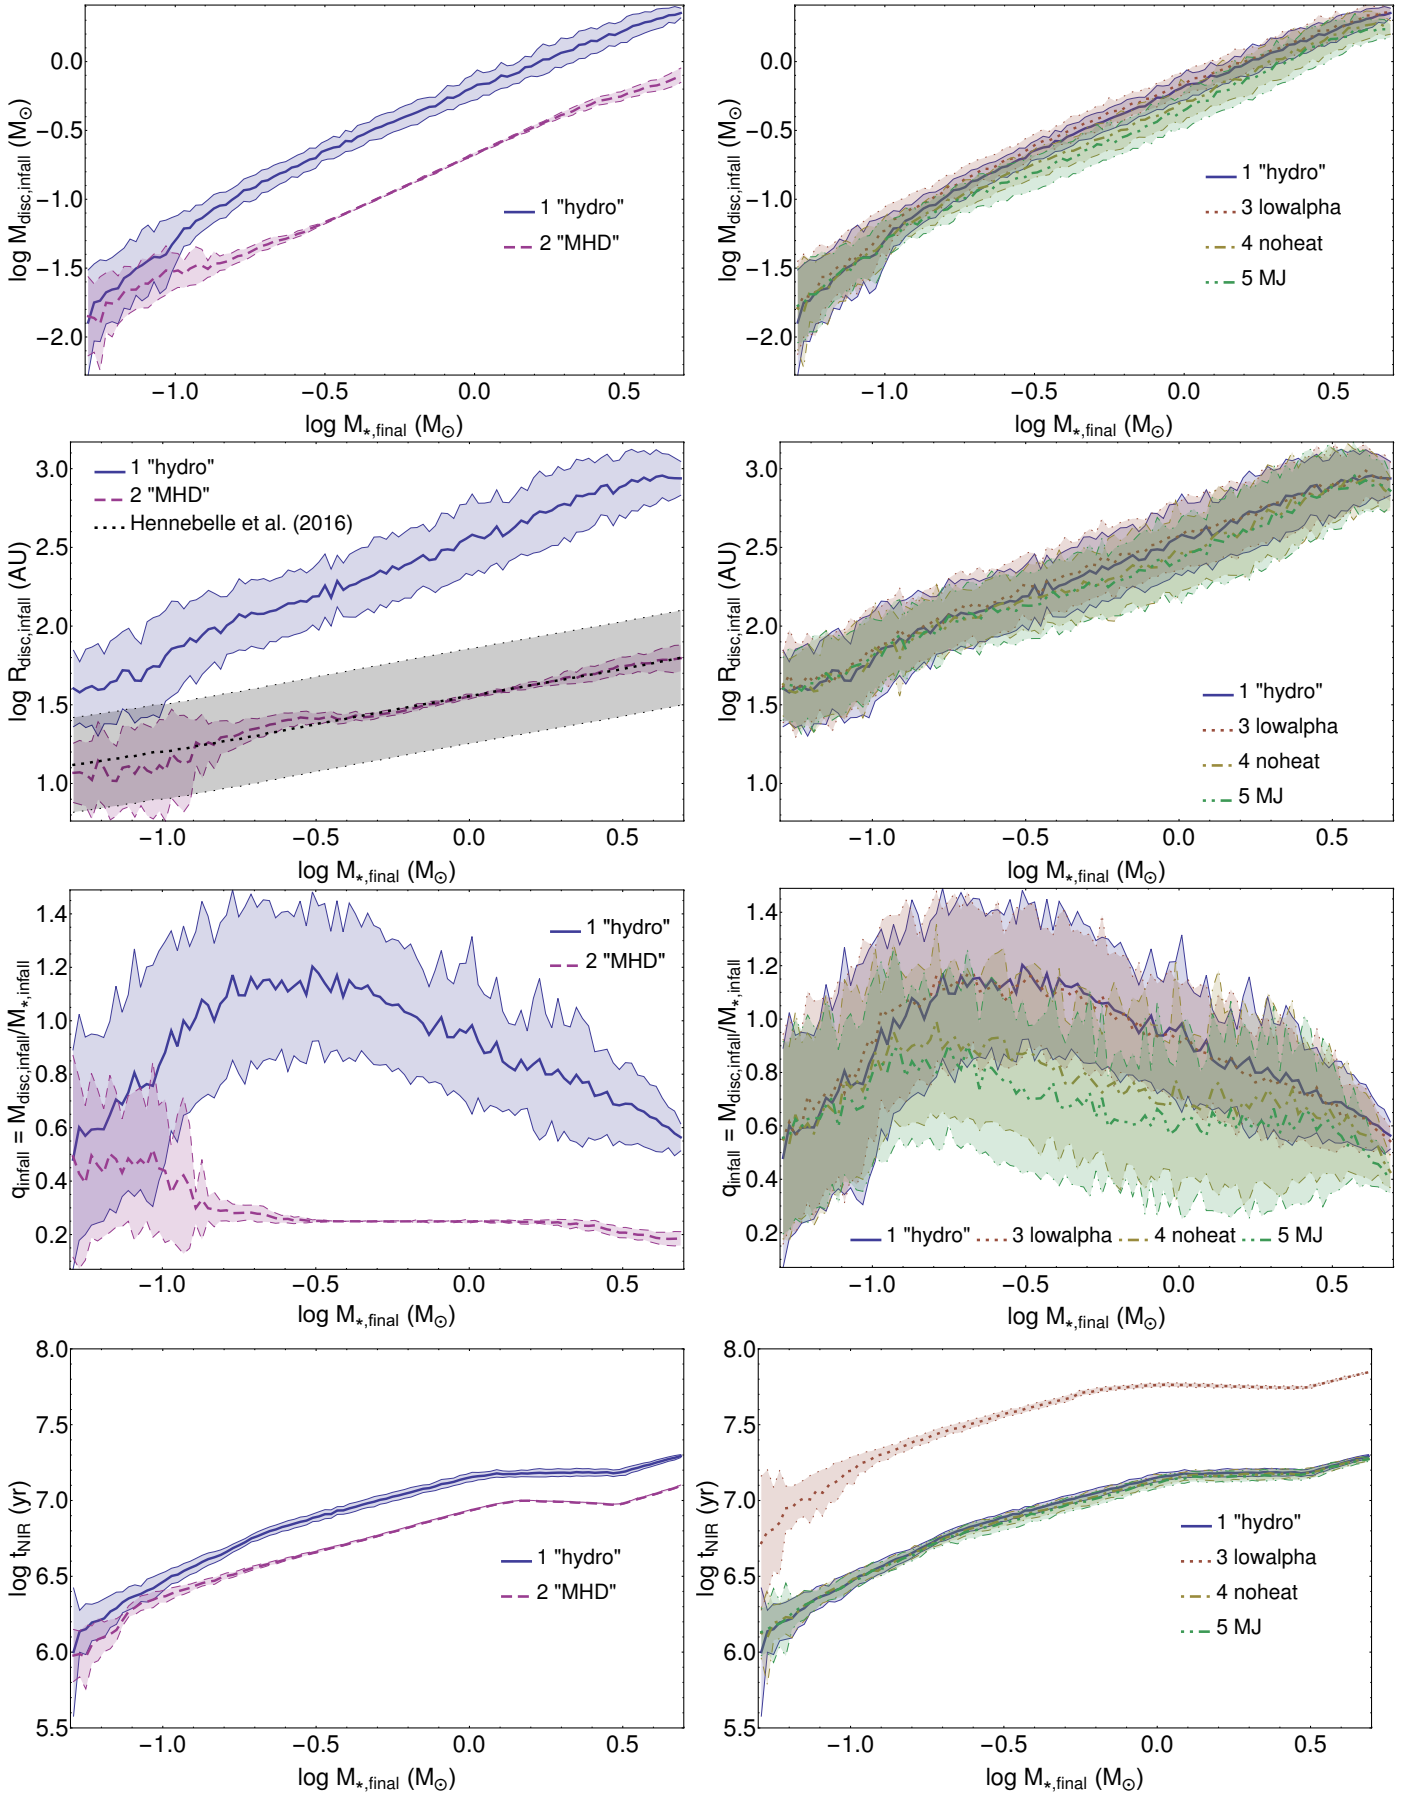 log M_disc,infall (M_⊙)
0.0
−0.5
−1.0
−1.5
−2.0
1 "hydro"
2 "MHD"
−1.0 −0.5 0.0 0.5
log M_*,final (M_⊙)
log M_disc,infall (M_⊙)
0.0
−0.5
−1.0
−1.5
−2.0
1 "hydro"
3 lowalpha
4 noheat
5 MJ
−1.0 −0.5 0.0 0.5
log M_*,final (M_⊙)
log R_disc,infall (AU)
3.0
2.5
2.0
1.5
1.0
1 "hydro"
2 "MHD"
Hennebelle et al. (2016)
−1.0 −0.5 0.0 0.5
log M_*,final (M_⊙)
log R_disc,infall (AU)
3.0
2.5
2.0
1.5
1.0
1 "hydro"
3 lowalpha
4 noheat
5 MJ
−1.0 −0.5 0.0 0.5
log M_*,final (M_⊙)
q_infall = M_disc,infall/M_*,infall
1.4
1.2
1.0
0.8
0.6
0.4
0.2
1 "hydro"
2 "MHD"
−1.0 −0.5 0.0 0.5
log M_*,final (M_⊙)
q_infall = M_disc,infall/M_*,infall
1.4
1.2
1.0
0.8
0.6
0.4
0.2
1 "hydro" 3 lowalpha 4 noheat 5 MJ
−1.0 −0.5 0.0 0.5
log M_*,final (M_⊙)
log t_NIR (yr)
8.0
7.5
7.0
6.5
6.0
5.5
1 "hydro"
2 "MHD"
−1.0 −0.5 0.0 0.5
log M_*,final (M_⊙)
log t_NIR (yr)
8.0
7.5
7.0
6.5
6.0
5.5
1 "hydro"
3 lowalpha
4 noheat
5 MJ
−1.0 −0.5 0.0 0.5
log M_*,final (M_⊙)